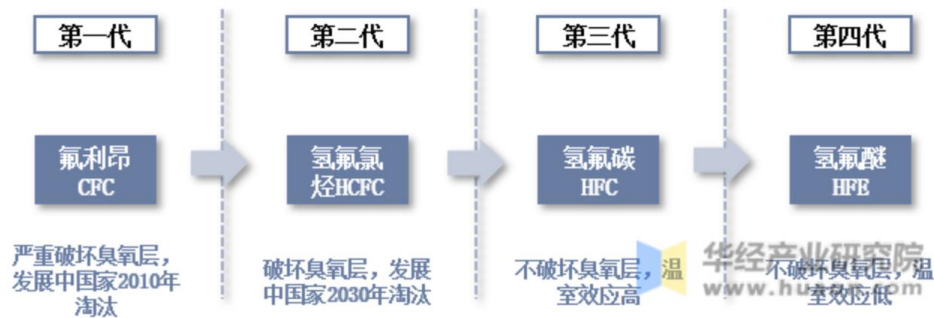 第一代
第二代
第三代
第四代
氟利昂
CFC
氢氟氯
烃HCFC
氢氟碳
HFC
氢氟醚
HFE
严重破坏臭氧层，
发展中国家2010年
淘汰
破坏臭氧层，发展
中国家2030年淘汰
不破坏臭氧层，温
室效应高
不破坏臭氧层，温
室效应低
华经产业研究院